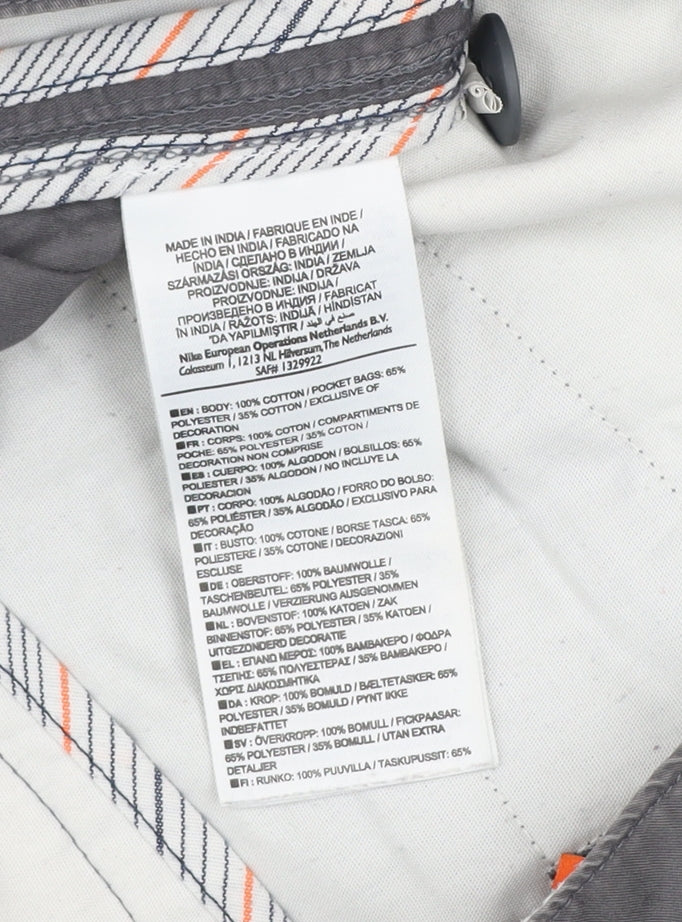 MADE IN INDIA / FABRIQUE EN INDE /
HECHO EN INDIA / FABRICADO NA
ÍNDIA / СДЕЛАНО В ИНДИИ /
SZÁRMAZÁSI ORSZÁG: INDIA / ZEMLJA
PROIZVODNJE: INDIJA / DRŽAVA
PROIZVODNJE: INDIJA /
ПРОИЗВЕДЕНО В ИНДИЯ / FABRICAT
ÎN INDIA / RAŽOTS: INDIJĀ / HİNDİSTAN
'DA YAPILMIŞTIR / صنع في الهند
Nike European Operations Netherlands B.V.
Colosseum 1, 1213 NL Hilversum, The Netherlands
SAF# 1329922
■EN : BODY: 100% COTTON / POCKET BAGS: 65%
POLYESTER / 35% COTTON / EXCLUSIVE OF
DECORATION
■FR : CORPS: 100% COTON / COMPARTIMENTS DE
POCHE: 65% POLYESTER / 35% COTON /
DECORATION NON COMPRISE
■ES : CUERPO: 100% ALGODON / BOLSILLOS: 65%
POLIESTER / 35% ALGODON / NO INCLUYE LA
DECORACION
■PT : CORPO: 100% ALGODÃO / FORRO DO BOLSO:
65% POLIÉSTER / 35% ALGODÃO / EXCLUSIVO PARA
DECORAÇÃO
■IT : BUSTO: 100% COTONE / BORSE TASCA: 65%
POLIESTERE / 35% COTONE / DECORAZIONI
ESCLUSE
■DE : OBERSTOFF: 100% BAUMWOLLE /
TASCHENBEUTEL: 65% POLYESTER / 35%
BAUMWOLLE / VERZIERUNG AUSGENOMMEN
■NL : BOVENSTOF: 100% KATOEN / ZAK
BINNENSTOF: 65% POLYESTER / 35% KATOEN /
UITGEZONDERD DECORATIE
■EL : ΕΠΑΝΩ ΜΕΡΟΣ: 100% ΒΑΜΒΑΚΕΡΟ / ΦΟΔΡΑ
ΤΣΕΠΗΣ: 65% ΠΟΛΥΕΣΤΕΡΑΣ / 35% ΒΑΜΒΑΚΕΡΟ /
ΧΩΡΙΣ ΔΙΑΚΟΣΜΗΤΙΚΑ
■DA : KROP: 100% BOMULD / BÆLTETASKER: 65%
POLYESTER / 35% BOMULD / PYNT IKKE
INDBEFATTET
■SV : ÖVERKROPP: 100% BOMULL / FICKPAASAR:
65% POLYESTER / 35% BOMULL / UTAN EXTRA
DETALJER
■FI : RUNKO: 100% PUUVILLA / TASKUPUSSIT: 65%